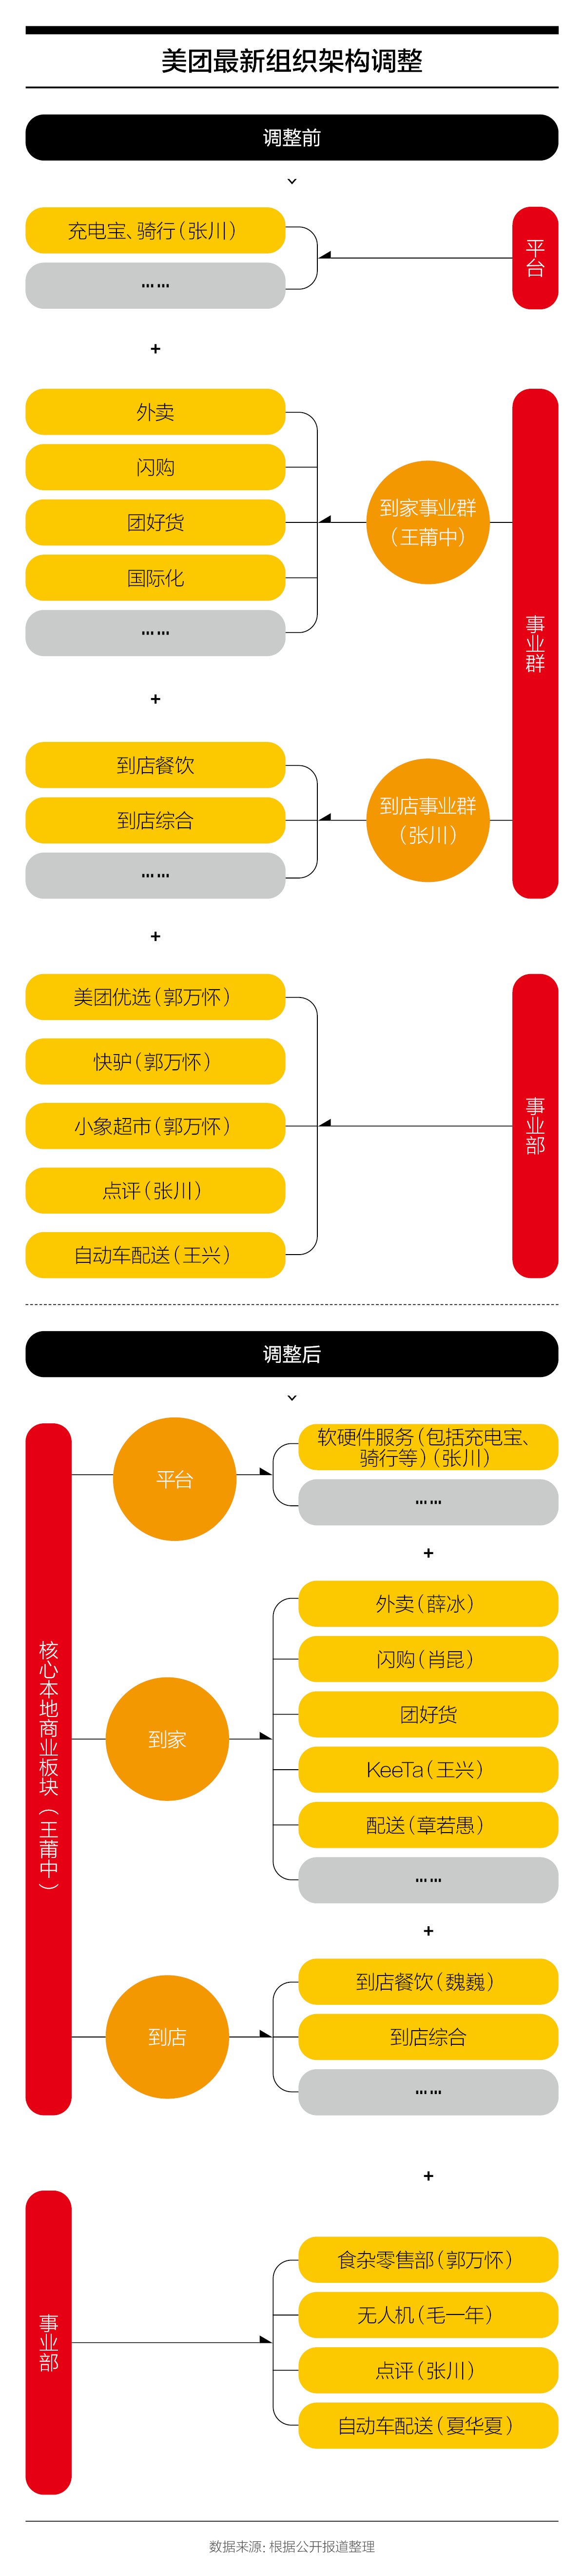 美团最新组织架构调整
调整前
充电宝、骑行（张川）
……
平台
+
外卖
闪购
团好货
国际化
……
到家事业群
（王莆中）
事业群
+
到店餐饮
到店综合
……
到店事业群
（张川）
+
美团优选（郭万怀）
快驴（郭万怀）
小象超市（郭万怀）
点评（张川）
自动车配送（王兴）
事业部
调整后
核心本地商业板块（王莆中）
平台
软硬件服务（包括充电宝、
骑行等）（张川）
……
+
到家
外卖（薛冰）
闪购（肖昆）
团好货
KeeTa（王兴）
配送（章若愚）
……
+
到店
到店餐饮（魏巍）
到店综合
……
+
事业部
食杂零售部（郭万怀）
无人机（毛一年）
点评（张川）
自动车配送（夏华夏）
数据来源：根据公开报道整理